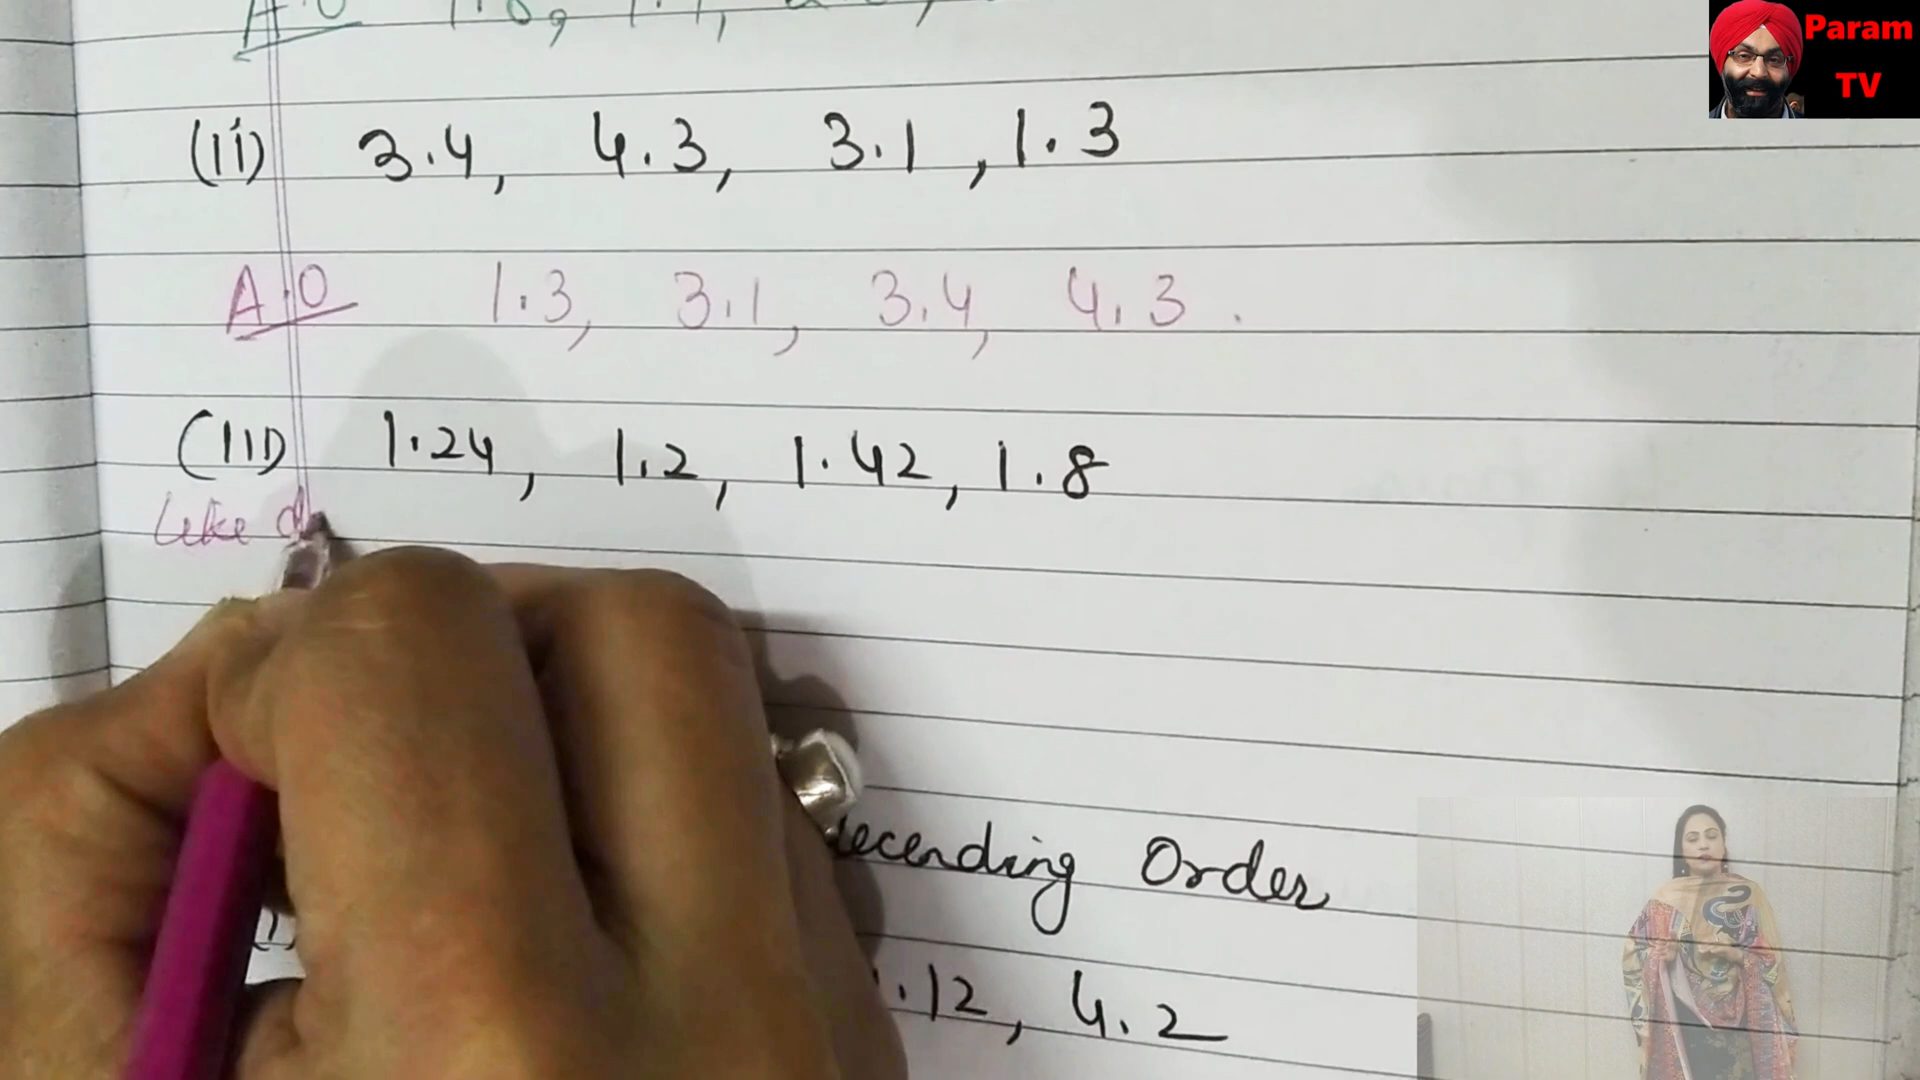 Param
TV
A.O
(ii) 3.4, 4.3, 3.1, 1.3
A.O 1.3, 3.1, 3.4, 4.3.
(iii) 1.24, 1.2, 1.42, 1.8
Like
decending Order
.12, 4.2